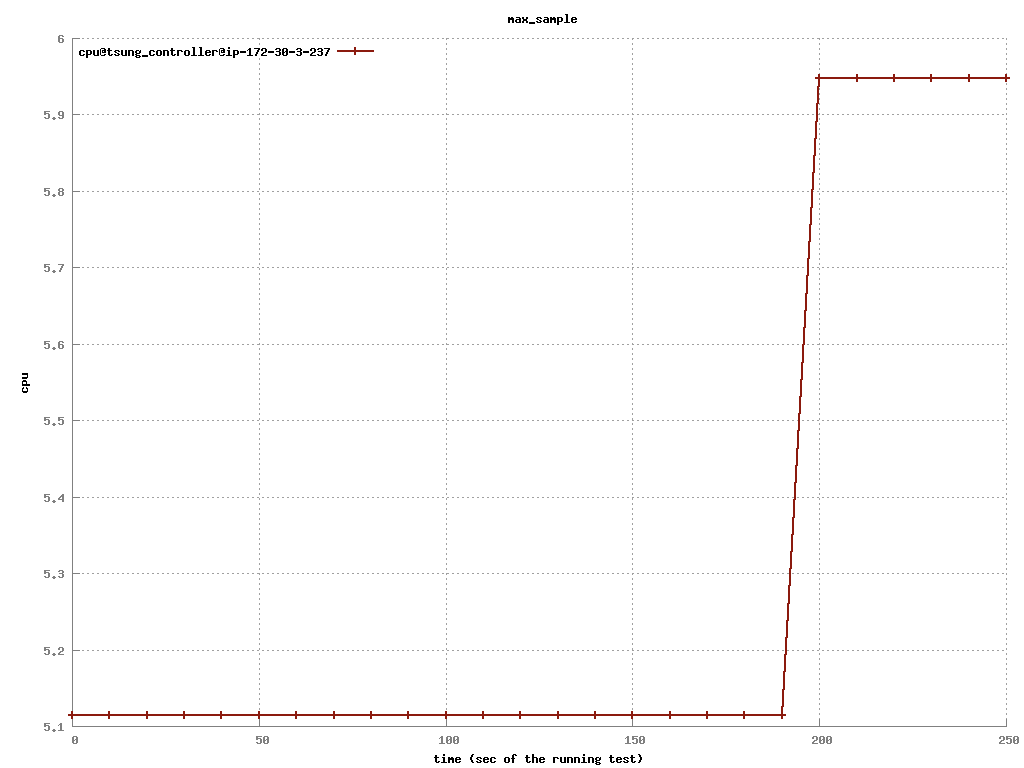 max_sample
6
cpu@tsung_controller@ip-172-30-3-237
5.9
5.8
5.7
5.6
5.5
5.4
5.3
5.2
5.1
cpu
0 50 100 150 200 250
time (sec of the running test)